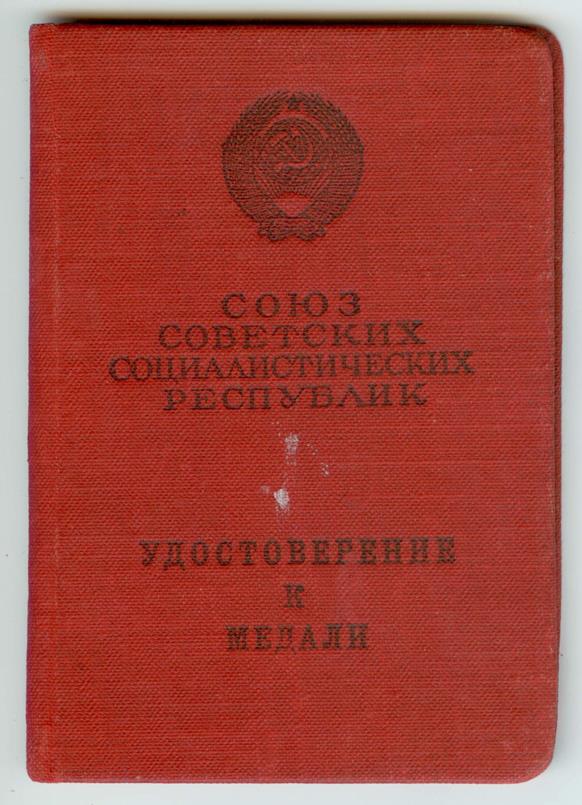 СОЮЗ
СОВЕТСКИХ
СОЦИАЛИСТИЧЕСКИХ
РЕСПУБЛИК
УДОСТОВЕРЕНИЕ
К
МЕДАЛИ